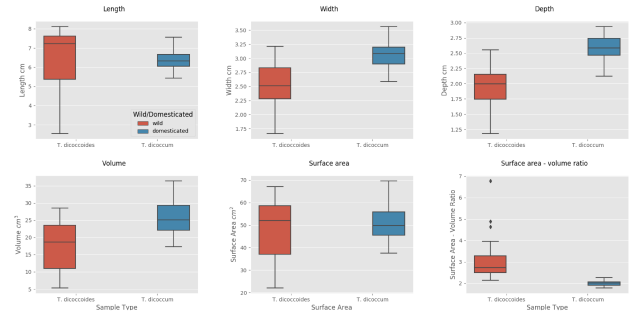 Length
Width
Depth
Length cm
8
7
6
5
4
3
Wild/Domesticated
wild
domesticated
T. dicoccoides
T. dicoccum
Width cm
3.50
3.25
3.00
2.75
2.50
2.25
2.00
1.75
T. dicoccoides
T. dicoccum
Depth cm
3.00
2.75
2.50
2.25
2.00
1.75
1.50
1.25
T. dicoccoides
T. dicoccum
Volume
Surface area
Surface area - volume ratio
Volume cm³
35
30
25
20
15
10
5
T. dicoccoides
T. dicoccum
Sample Type
Surface Area cm²
70
60
50
40
30
20
T. dicoccoides
T. dicoccum
Surface Area
Surface Area - Volume Ratio
7
6
5
4
3
2
T. dicoccoides
T. dicoccum
Sample Type